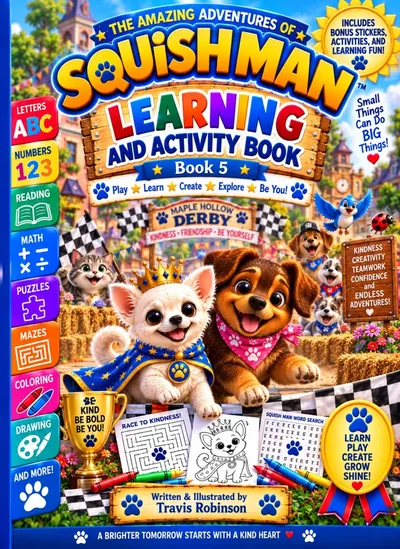 THE AMAZING ADVENTURES OF
SQUISHMAN™
LEARNING
AND ACTIVITY BOOK
Book 5
Play ★ Learn ★ Create ★ Explore ★ Be You!
INCLUDES
BONUS STICKERS,
ACTIVITIES, AND
LEARNING FUN!
Small
Things
Can Do
BIG
Things!
LETTERS
ABC
NUMBERS
123
READING
MATH
+ −
× ÷
PUZZLES
MAZES
COLORING
DRAWING
AND MORE!
MAPLE HOLLOW
DERBY
KINDNESS • FRIENDSHIP • BE YOURSELF
KINDNESS
CREATIVITY
TEAMWORK
CONFIDENCE
and
ENDLESS
ADVENTURES!
BE
KIND
BE BOLD
BE YOU!
RACE TO KINDNESS!
SQUISH MAN WORD SEARCH
LEARN
PLAY
CREATE
GROW
SHINE!
Written & Illustrated by
Travis Robinson
A BRIGHTER TOMORROW STARTS WITH A KIND HEART